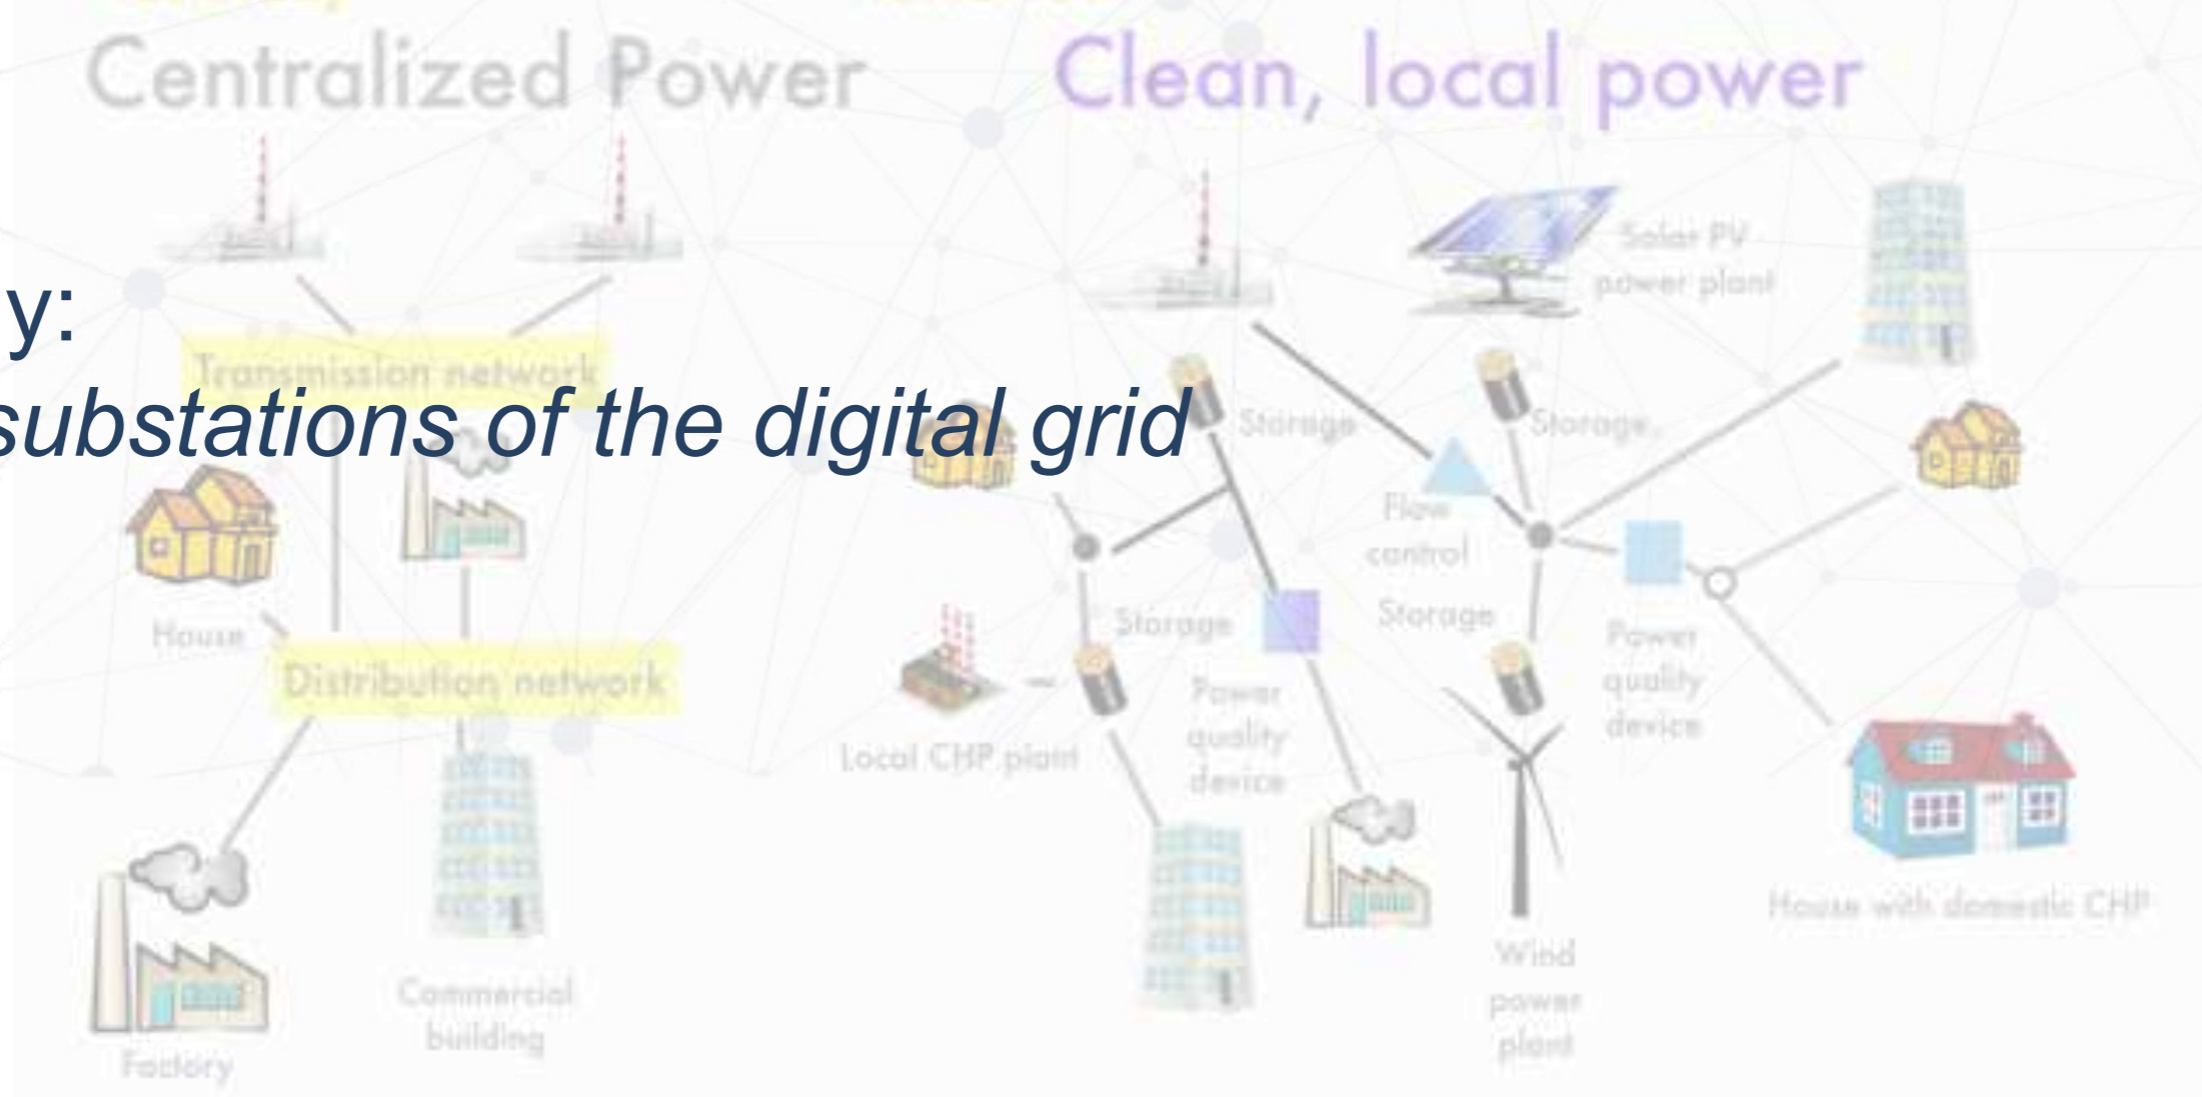 Centralized Power
Clean, local power
Solar PV
power plant
y:
Transmission network
substations of the digital grid
Storage
Storage
Flow
control
House
Storage
Storage
Power
quality
device
Distribution network
Power
quality
device
Local CHP plant
House with domestic CHP
Wind
power
plant
Commercial
building
Factory